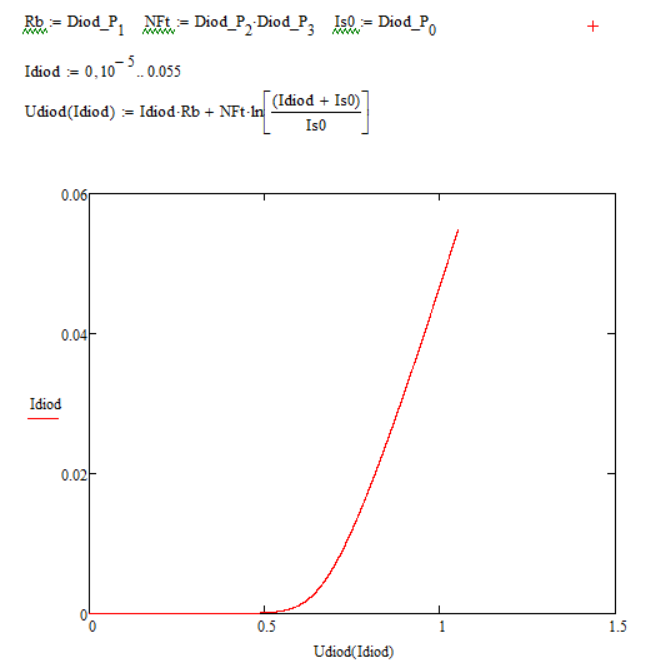 Rb := Diod_P₁ NFt := Diod_P₂·Diod_P₃ Is0 := Diod_P₀
Idiod := 0,10⁻⁵..0.055
Udiod(Idiod) := Idiod·Rb + NFt·ln[(Idiod + Is0)/Is0]
0.06
0.04
Idiod
0.02
0
0 0.5 1 1.5
Udiod(Idiod)